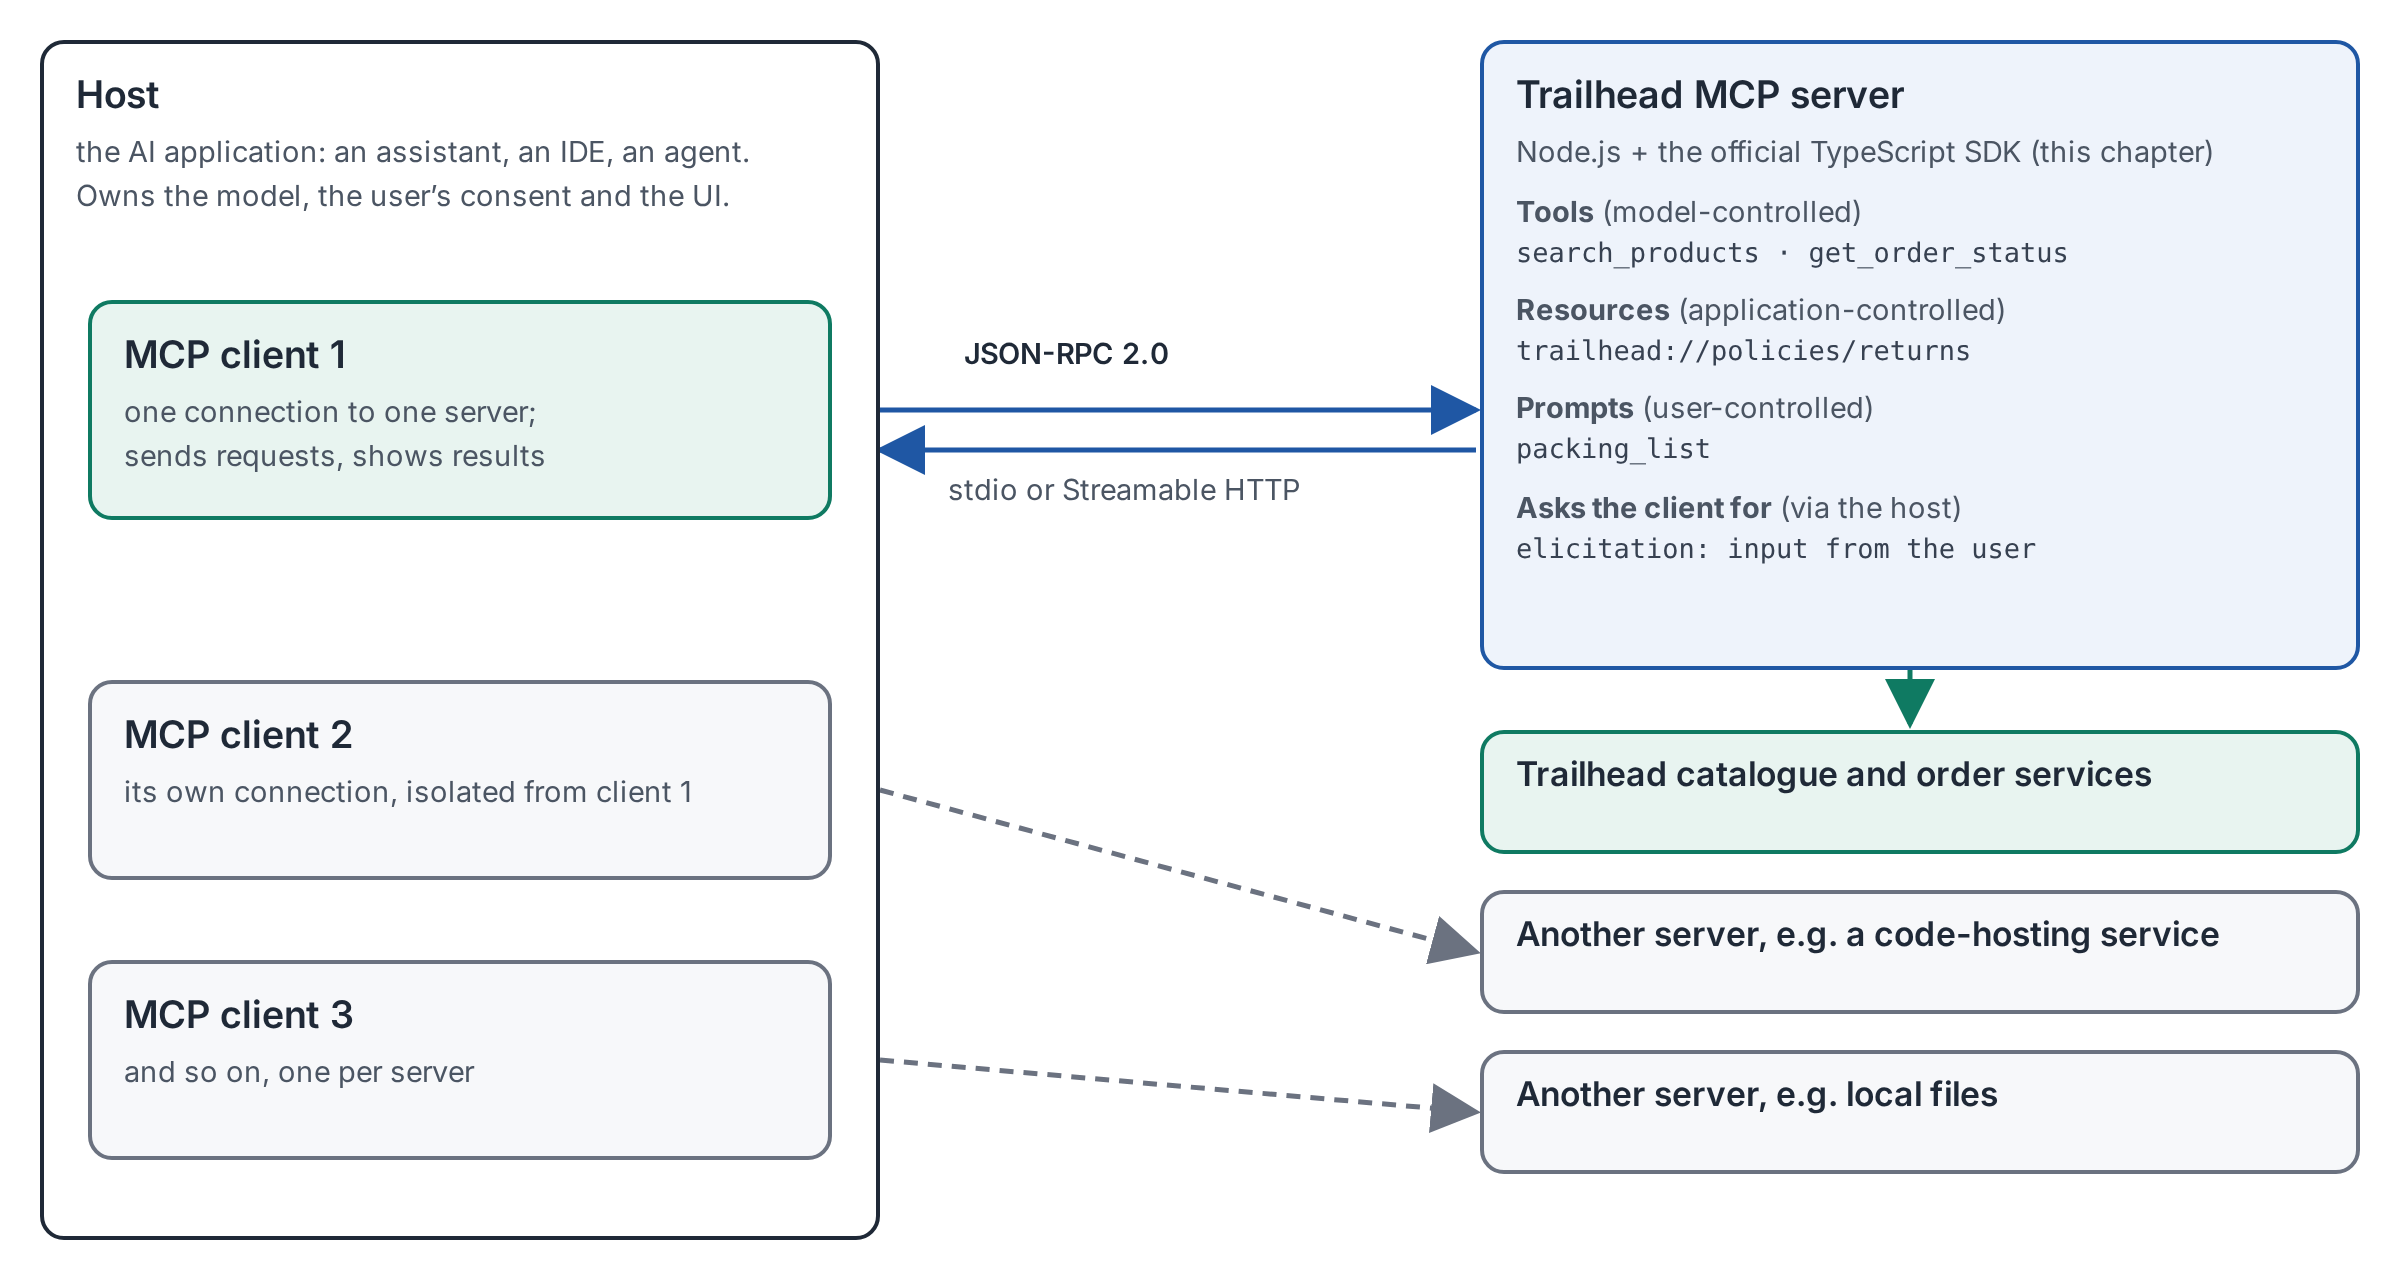 Host
the AI application: an assistant, an IDE, an agent.
Owns the model, the user’s consent and the UI.
MCP client 1
one connection to one server;
sends requests, shows results
MCP client 2
its own connection, isolated from client 1
MCP client 3
and so on, one per server
JSON-RPC 2.0
stdio or Streamable HTTP
Trailhead MCP server
Node.js + the official TypeScript SDK (this chapter)
Tools (model-controlled)
search_products · get_order_status
Resources (application-controlled)
trailhead://policies/returns
Prompts (user-controlled)
packing_list
Asks the client for (via the host)
elicitation: input from the user
Trailhead catalogue and order services
Another server, e.g. a code-hosting service
Another server, e.g. local files